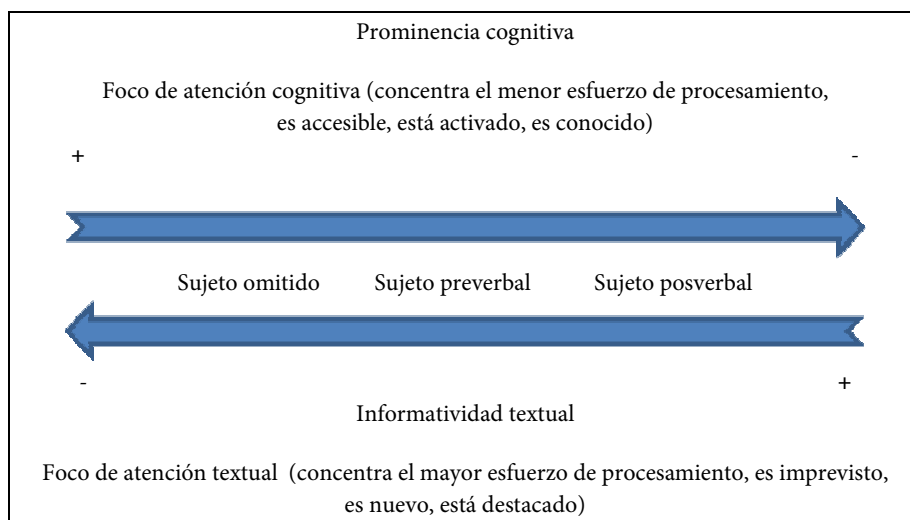 Prominencia cognitiva
Foco de atención cognitiva (concentra el menor esfuerzo de procesamiento,
es accesible, está activado, es conocido)
+ -
Sujeto omitido Sujeto preverbal Sujeto posverbal
- +
Informatividad textual
Foco de atención textual (concentra el mayor esfuerzo de procesamiento, es imprevisto,
es nuevo, está destacado)